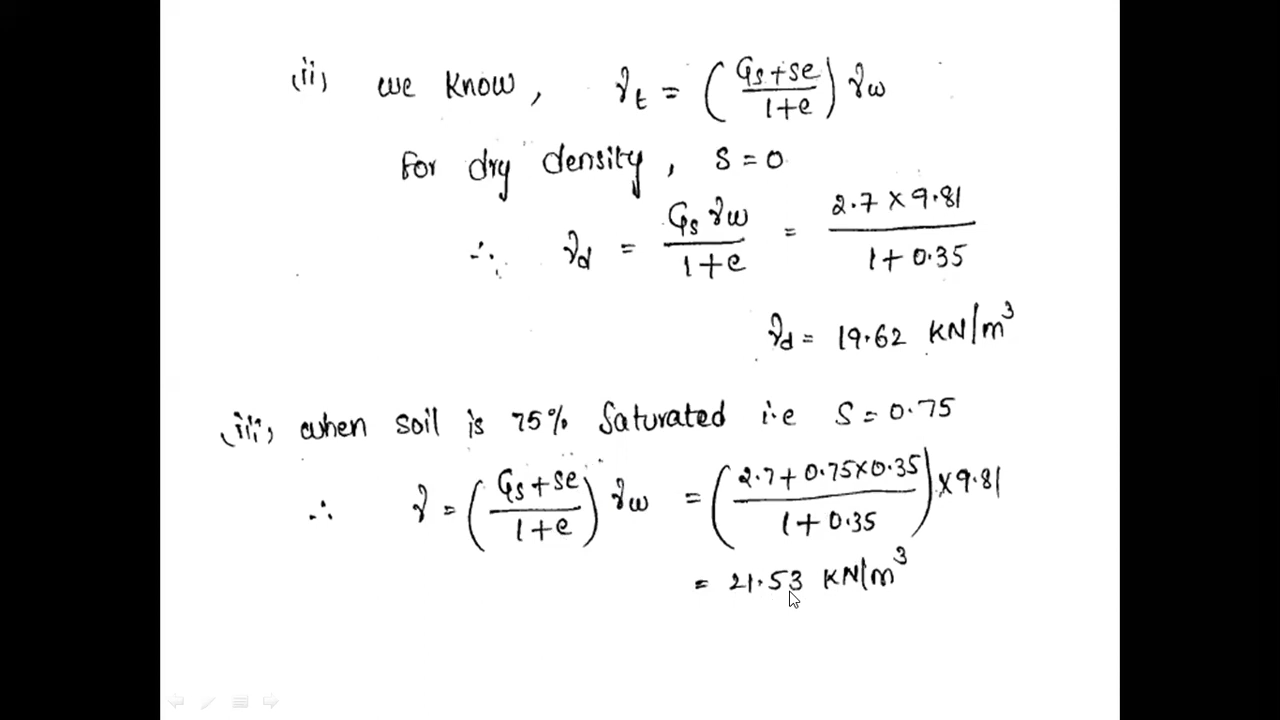 (ii) we know, γt = (Gs+se / 1+e) γw
For dry density, S = 0
∴ γd = Gs γw / 1+e = 2.7 × 9.81 / 1 + 0.35
γd = 19.62 KN/m³
(iii) when soil is 75% Saturated i.e S = 0.75
∴ γ = (Gs+se / 1+e) γw = (2.7 + 0.75×0.35 / 1 + 0.35) × 9.81
= 21.53 KN/m³